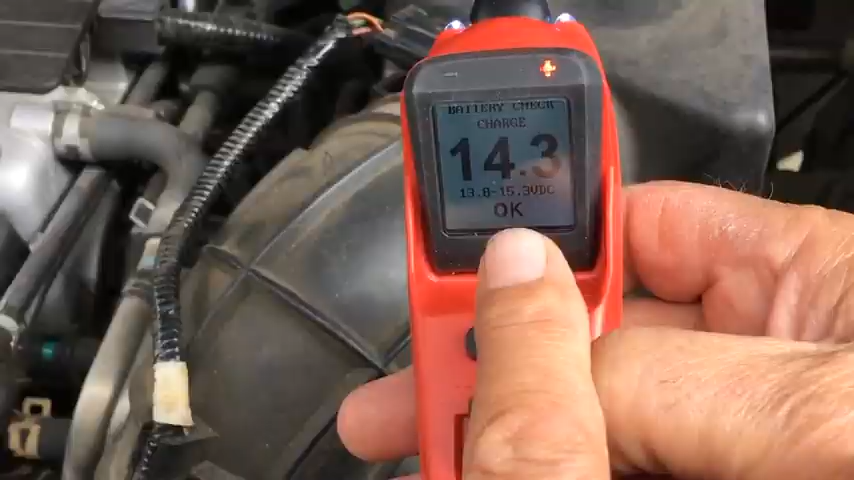 BATTERY CHECK
CHARGE
14.3
13.8-15.3VDC
OK